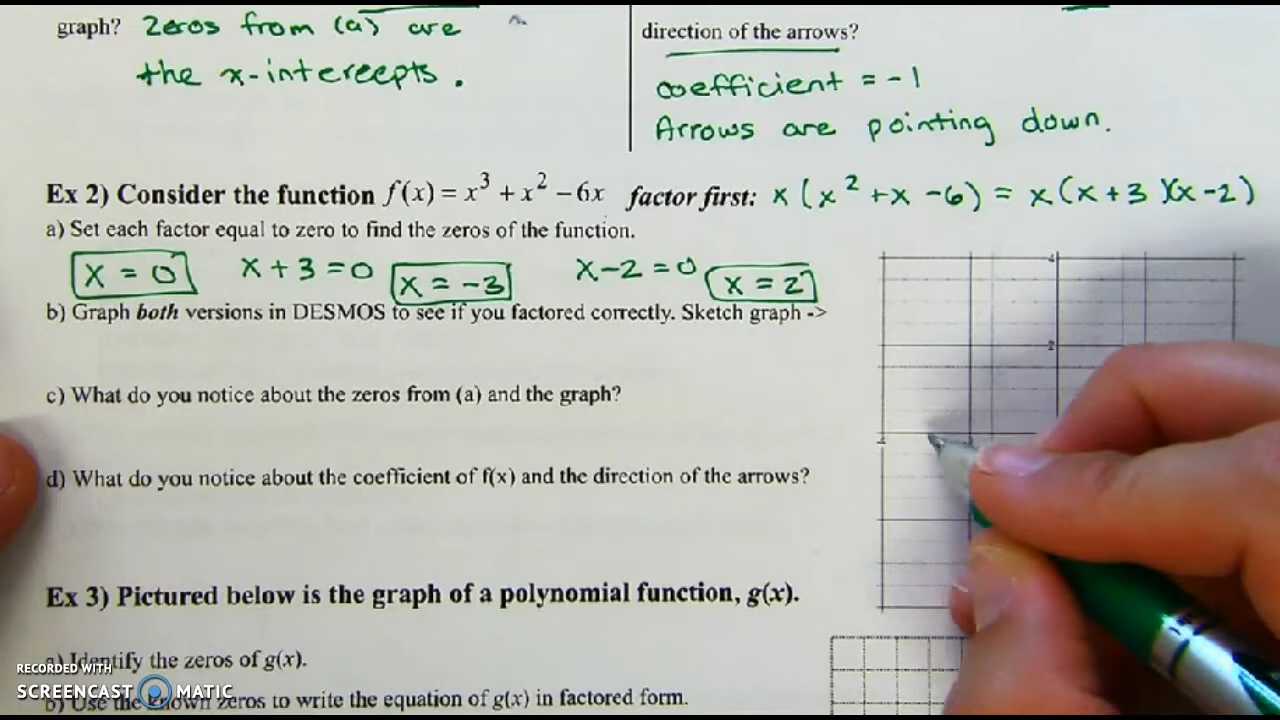 graph? Zeros from (a) are
the x-intercepts.
direction of the arrows?
coefficient = -1
Arrows are pointing down.
Ex 2) Consider the function f(x) = x³ + x² − 6x factor first: x(x² + x - 6) = x(x+3)(x-2)
a) Set each factor equal to zero to find the zeros of the function.
x = 0 x + 3 = 0 x = -3 x - 2 = 0 x = 2
b) Graph both versions in DESMOS to see if you factored correctly. Sketch graph ->
4
2
c) What do you notice about the zeros from (a) and the graph?
d) What do you notice about the coefficient of f(x) and the direction of the arrows?
Ex 3) Pictured below is the graph of a polynomial function, g(x).
a) Identify the zeros of g(x).
b) Use the known zeros to write the equation of g(x) in factored form.
RECORDED WITH
SCREENCAST MATIC